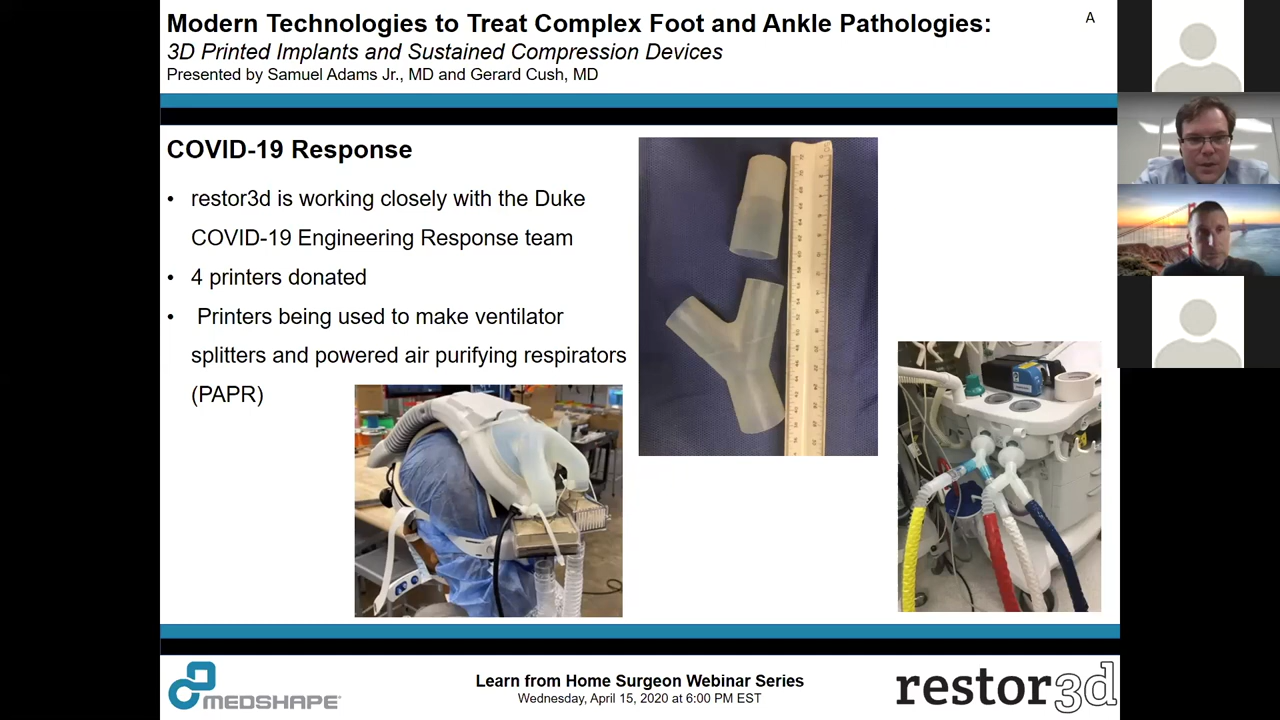 Modern Technologies to Treat Complex Foot and Ankle Pathologies:
3D Printed Implants and Sustained Compression Devices
Presented by Samuel Adams Jr., MD and Gerard Cush, MD
A
COVID-19 Response
• restor3d is working closely with the Duke
COVID-19 Engineering Response team
• 4 printers donated
• Printers being used to make ventilator
splitters and powered air purifying respirators
(PAPR)
MEDSHAPE
Learn from Home Surgeon Webinar Series
Wednesday, April 15, 2020 at 6:00 PM EST
restor3d